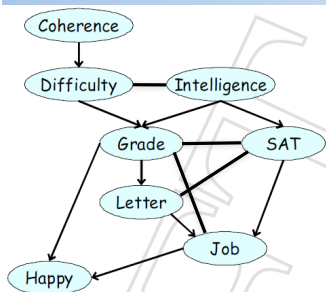 Coherence
Difficulty
Intelligence
Grade
SAT
Letter
Job
Happy